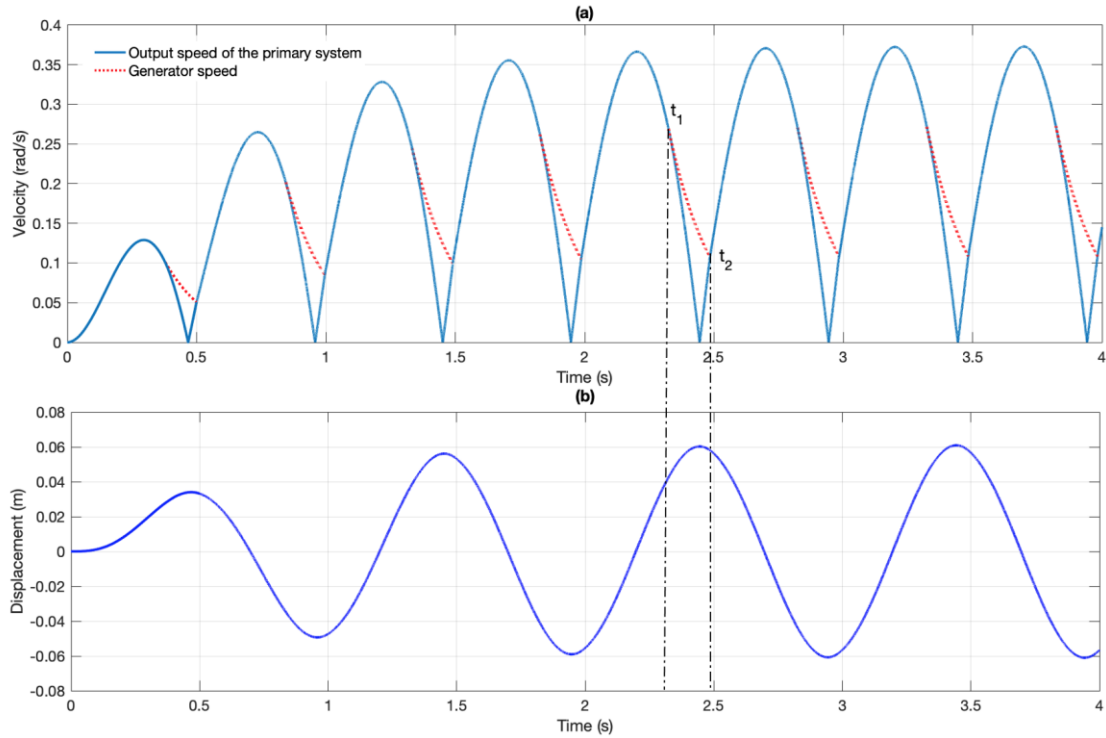 (a)
0.4
0.35
0.3
0.25
0.2
0.15
0.1
0.05
0
Velocity (rad/s)
Output speed of the primary system
Generator speed
t1
t2
0 0.5 1 1.5 2 2.5 3 3.5 4
Time (s)
(b)
0.08
0.06
0.04
0.02
0
-0.02
-0.04
-0.06
-0.08
Displacement (m)
0 0.5 1 1.5 2 2.5 3 3.5 4
Time (s)